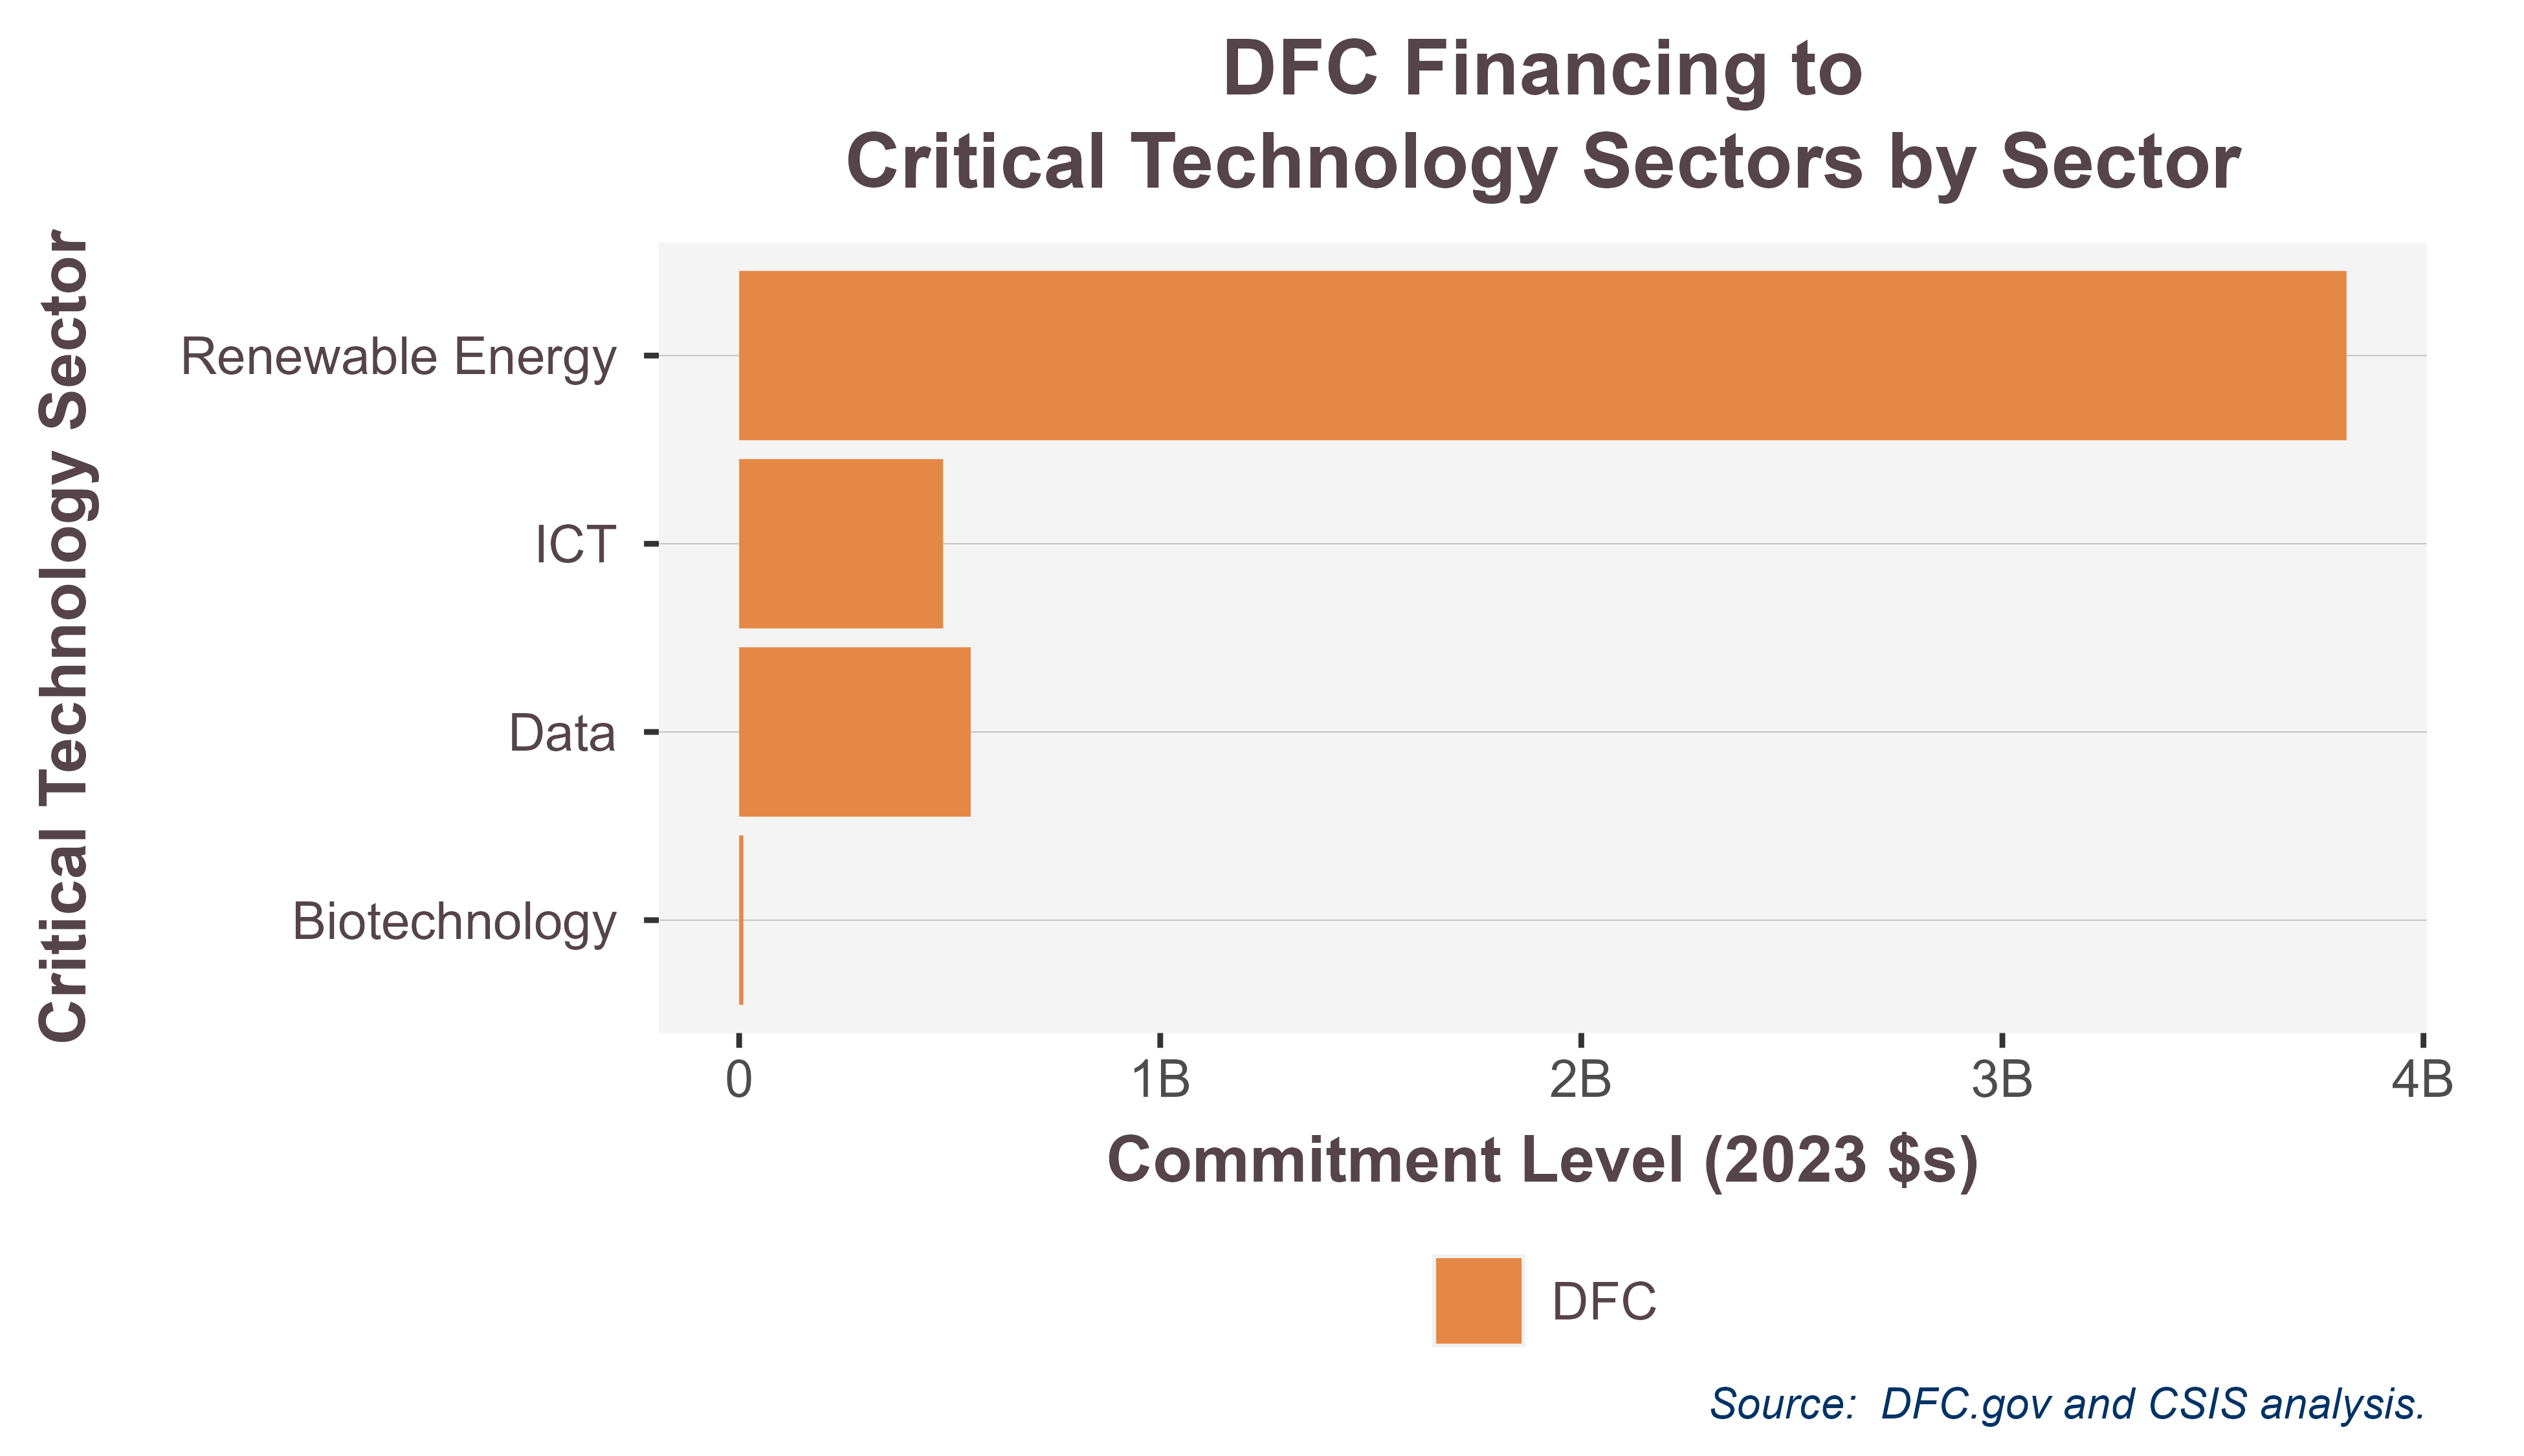 DFC Financing to
Critical Technology Sectors by Sector
Critical Technology Sector
Renewable Energy
ICT
Data
Biotechnology
0 1B 2B 3B 4B
Commitment Level (2023 $s)
DFC
Source: DFC.gov and CSIS analysis.